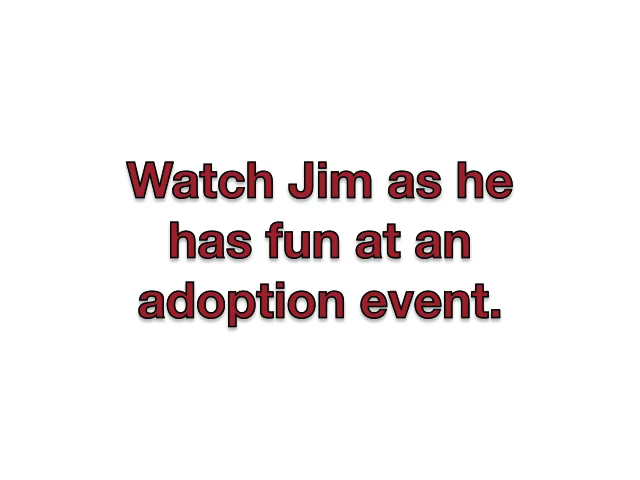 Watch Jim as he
has fun at an
adoption event.